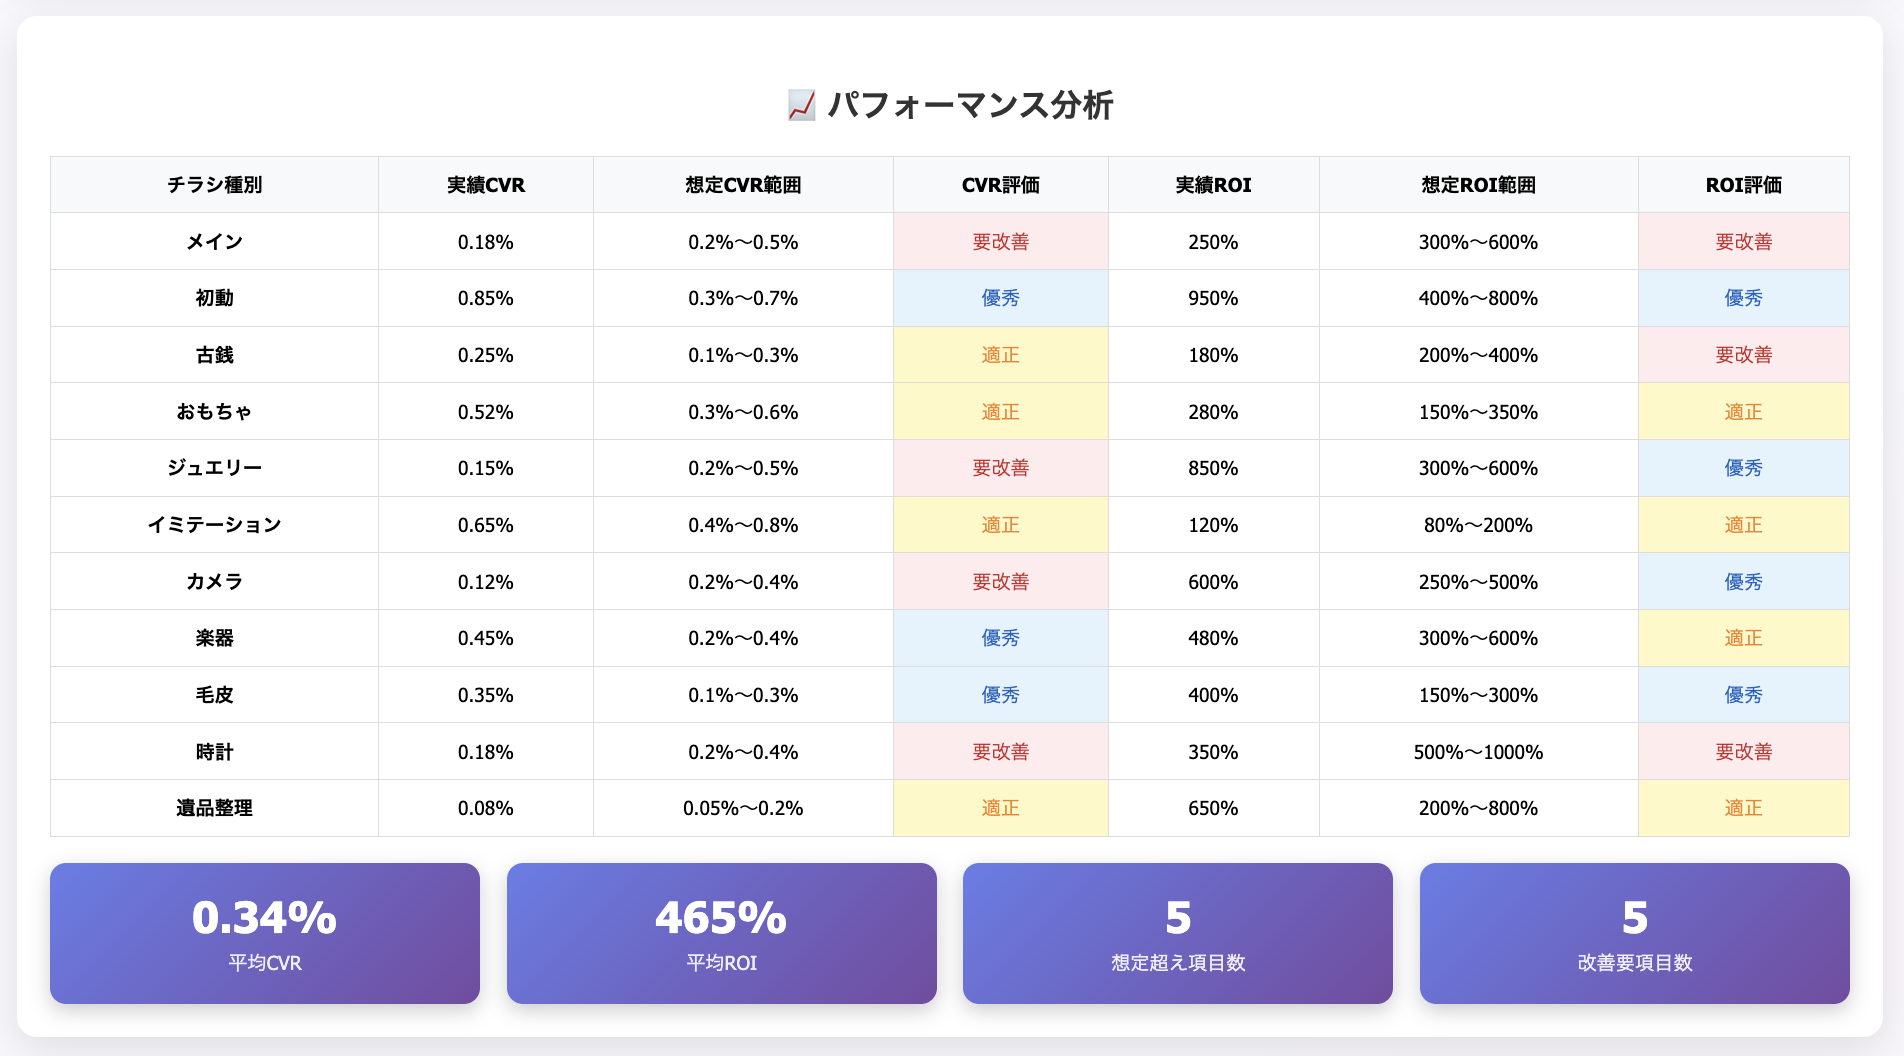 📈 パフォーマンス分析
チラシ種別 実績CVR 想定CVR範囲 CVR評価 実績ROI 想定ROI範囲 ROI評価
メイン 0.18% 0.2%〜0.5% 要改善 250% 300%〜600% 要改善
初動 0.85% 0.3%〜0.7% 優秀 950% 400%〜800% 優秀
古銭 0.25% 0.1%〜0.3% 適正 180% 200%〜400% 要改善
おもちゃ 0.52% 0.3%〜0.6% 適正 280% 150%〜350% 適正
ジュエリー 0.15% 0.2%〜0.5% 要改善 850% 300%〜600% 優秀
イミテーション 0.65% 0.4%〜0.8% 適正 120% 80%〜200% 適正
カメラ 0.12% 0.2%〜0.4% 要改善 600% 250%〜500% 優秀
楽器 0.45% 0.2%〜0.4% 優秀 480% 300%〜600% 適正
毛皮 0.35% 0.1%〜0.3% 優秀 400% 150%〜300% 優秀
時計 0.18% 0.2%〜0.4% 要改善 350% 500%〜1000% 要改善
遺品整理 0.08% 0.05%〜0.2% 適正 650% 200%〜800% 適正
0.34% 465% 5 5
平均CVR 平均ROI 想定超え項目数 改善要項目数